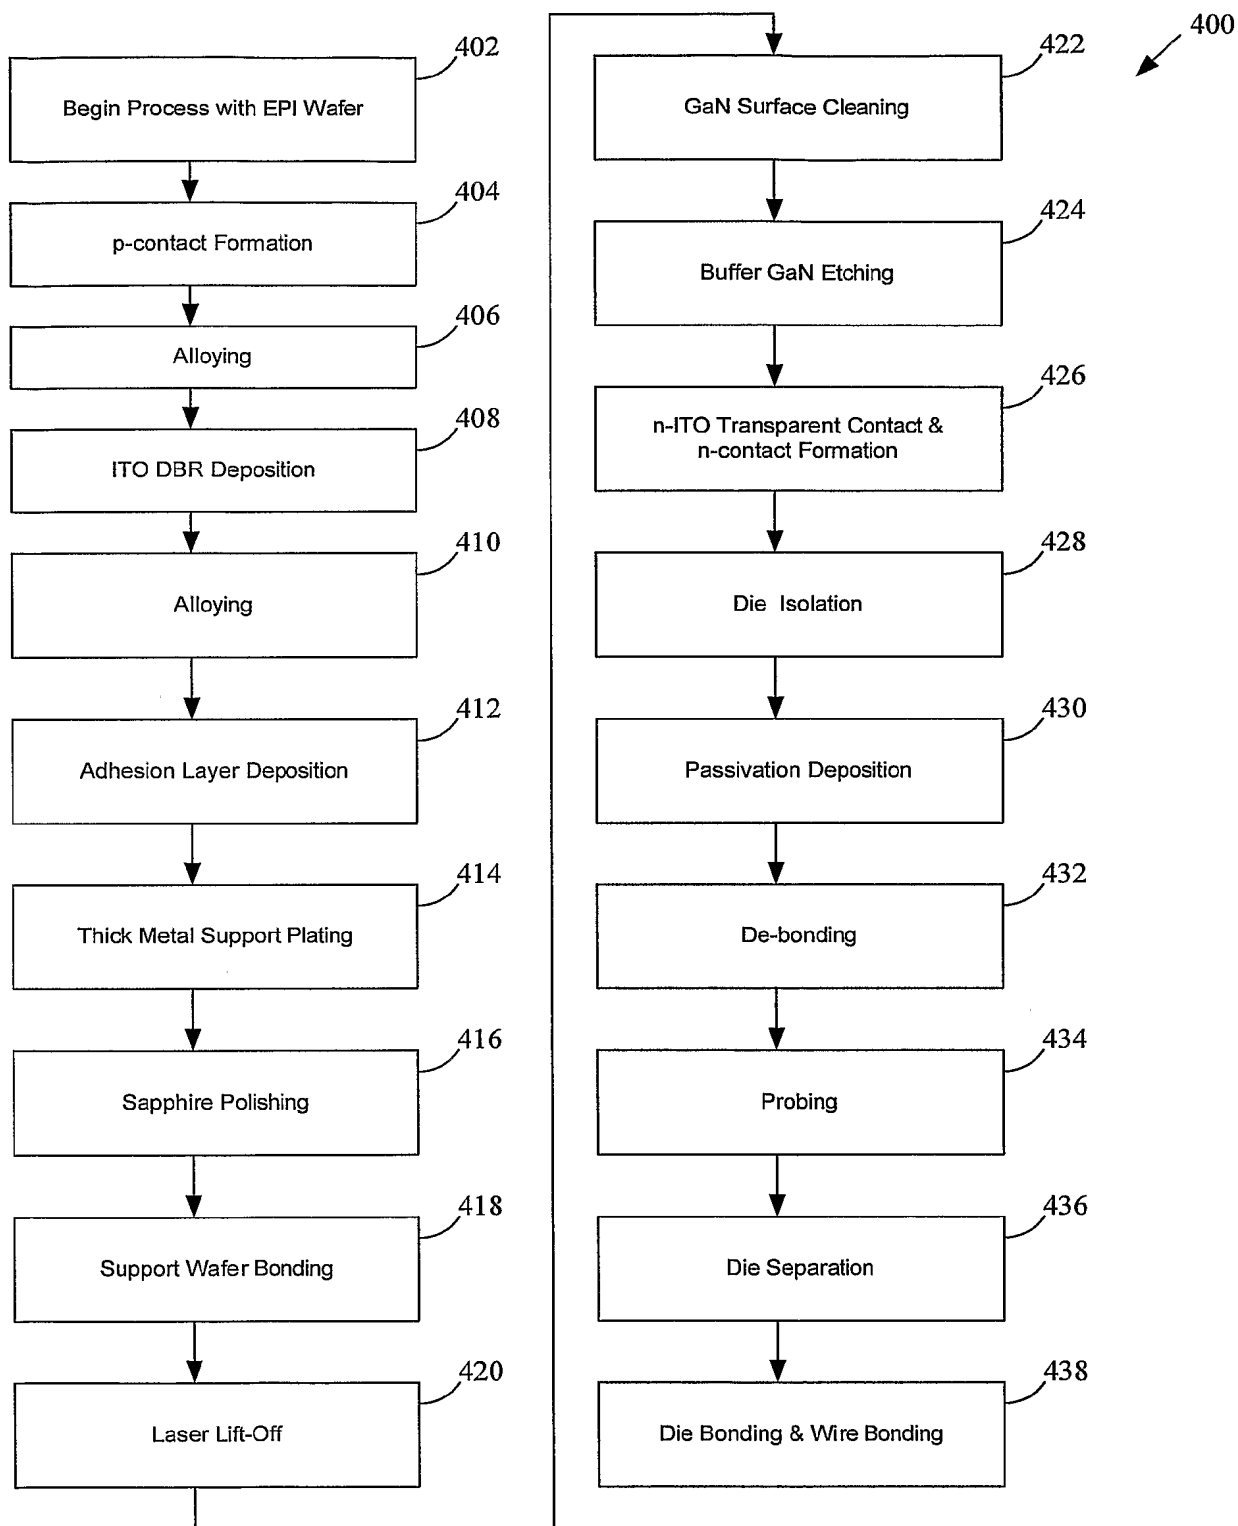 400
402
Begin Process with EPI Wafer
404
p-contact Formation
406
Alloying
408
ITO DBR Deposition
410
Alloying
412
Adhesion Layer Deposition
414
Thick Metal Support Plating
416
Sapphire Polishing
418
Support Wafer Bonding
420
Laser Lift-Off
422
GaN Surface Cleaning
424
Buffer GaN Etching
426
n-ITO Transparent Contact &
n-contact Formation
428
Die Isolation
430
Passivation Deposition
432
De-bonding
434
Probing
436
Die Separation
438
Die Bonding & Wire Bonding